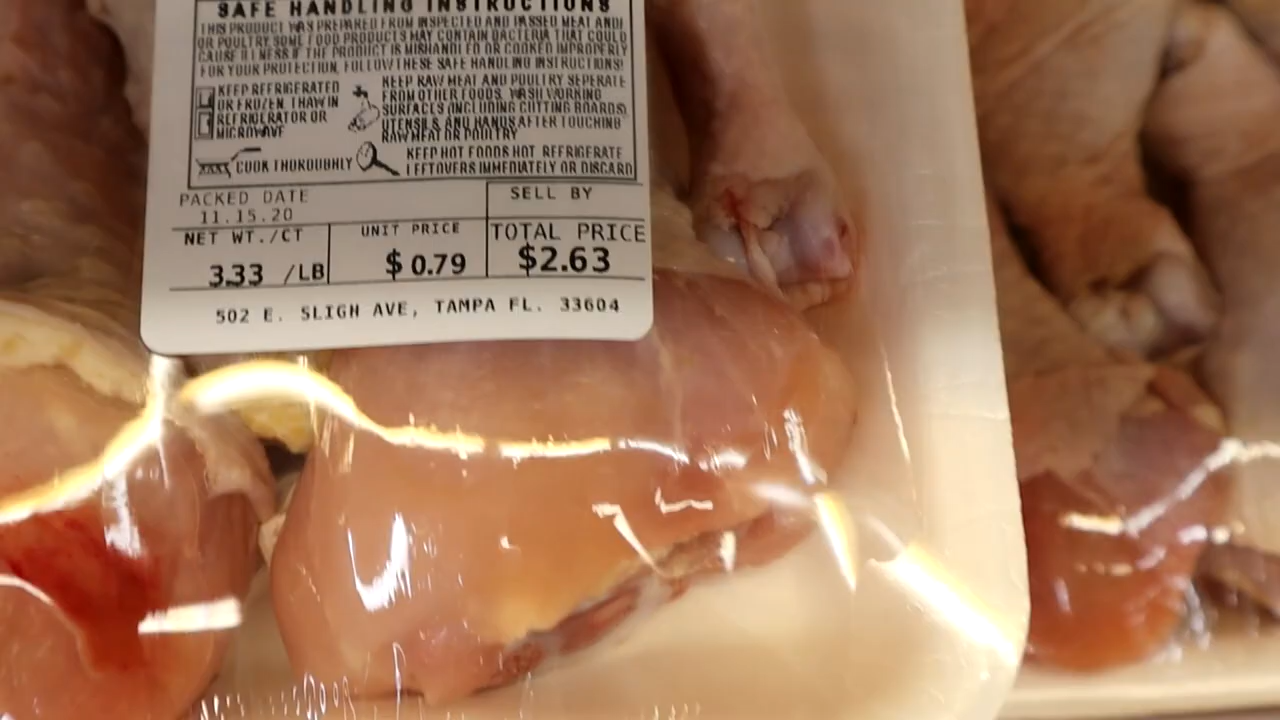 SAFE HANDLING INSTRUCTIONS
THIS PRODUCT WAS PREPARED FROM INSPECTED AND PASSED MEAT AND/
OR POULTRY. SOME FOOD PRODUCTS MAY CONTAIN BACTERIA THAT COULD
CAUSE ILLNESS IF THE PRODUCT IS MISHANDLED OR COOKED IMPROPERLY
FOR YOUR PROTECTION, FOLLOW THESE SAFE HANDLING INSTRUCTIONS!
KEEP REFRIGERATED
OR FROZEN. THAW IN
REFRIGERATOR OR
MICROWAVE
KEEP RAW MEAT AND POULTRY SEPERATE
FROM OTHER FOODS. WASH WORKING
SURFACES (INCLUDING CUTTING BOARDS)
UTENSILS AND HANDS AFTER TOUCHING
RAW MEAT OR POULTRY
COOK THOROUGHLY
KEEP HOT FOODS HOT. REFRIGERATE
LEFTOVERS IMMEDIATELY OR DISCARD
PACKED DATE
11.15.20
SELL BY
NET WT./CT
3.33 /LB
UNIT PRICE
$ 0.79
TOTAL PRICE
$2.63
502 E. SLIGH AVE, TAMPA FL. 33604